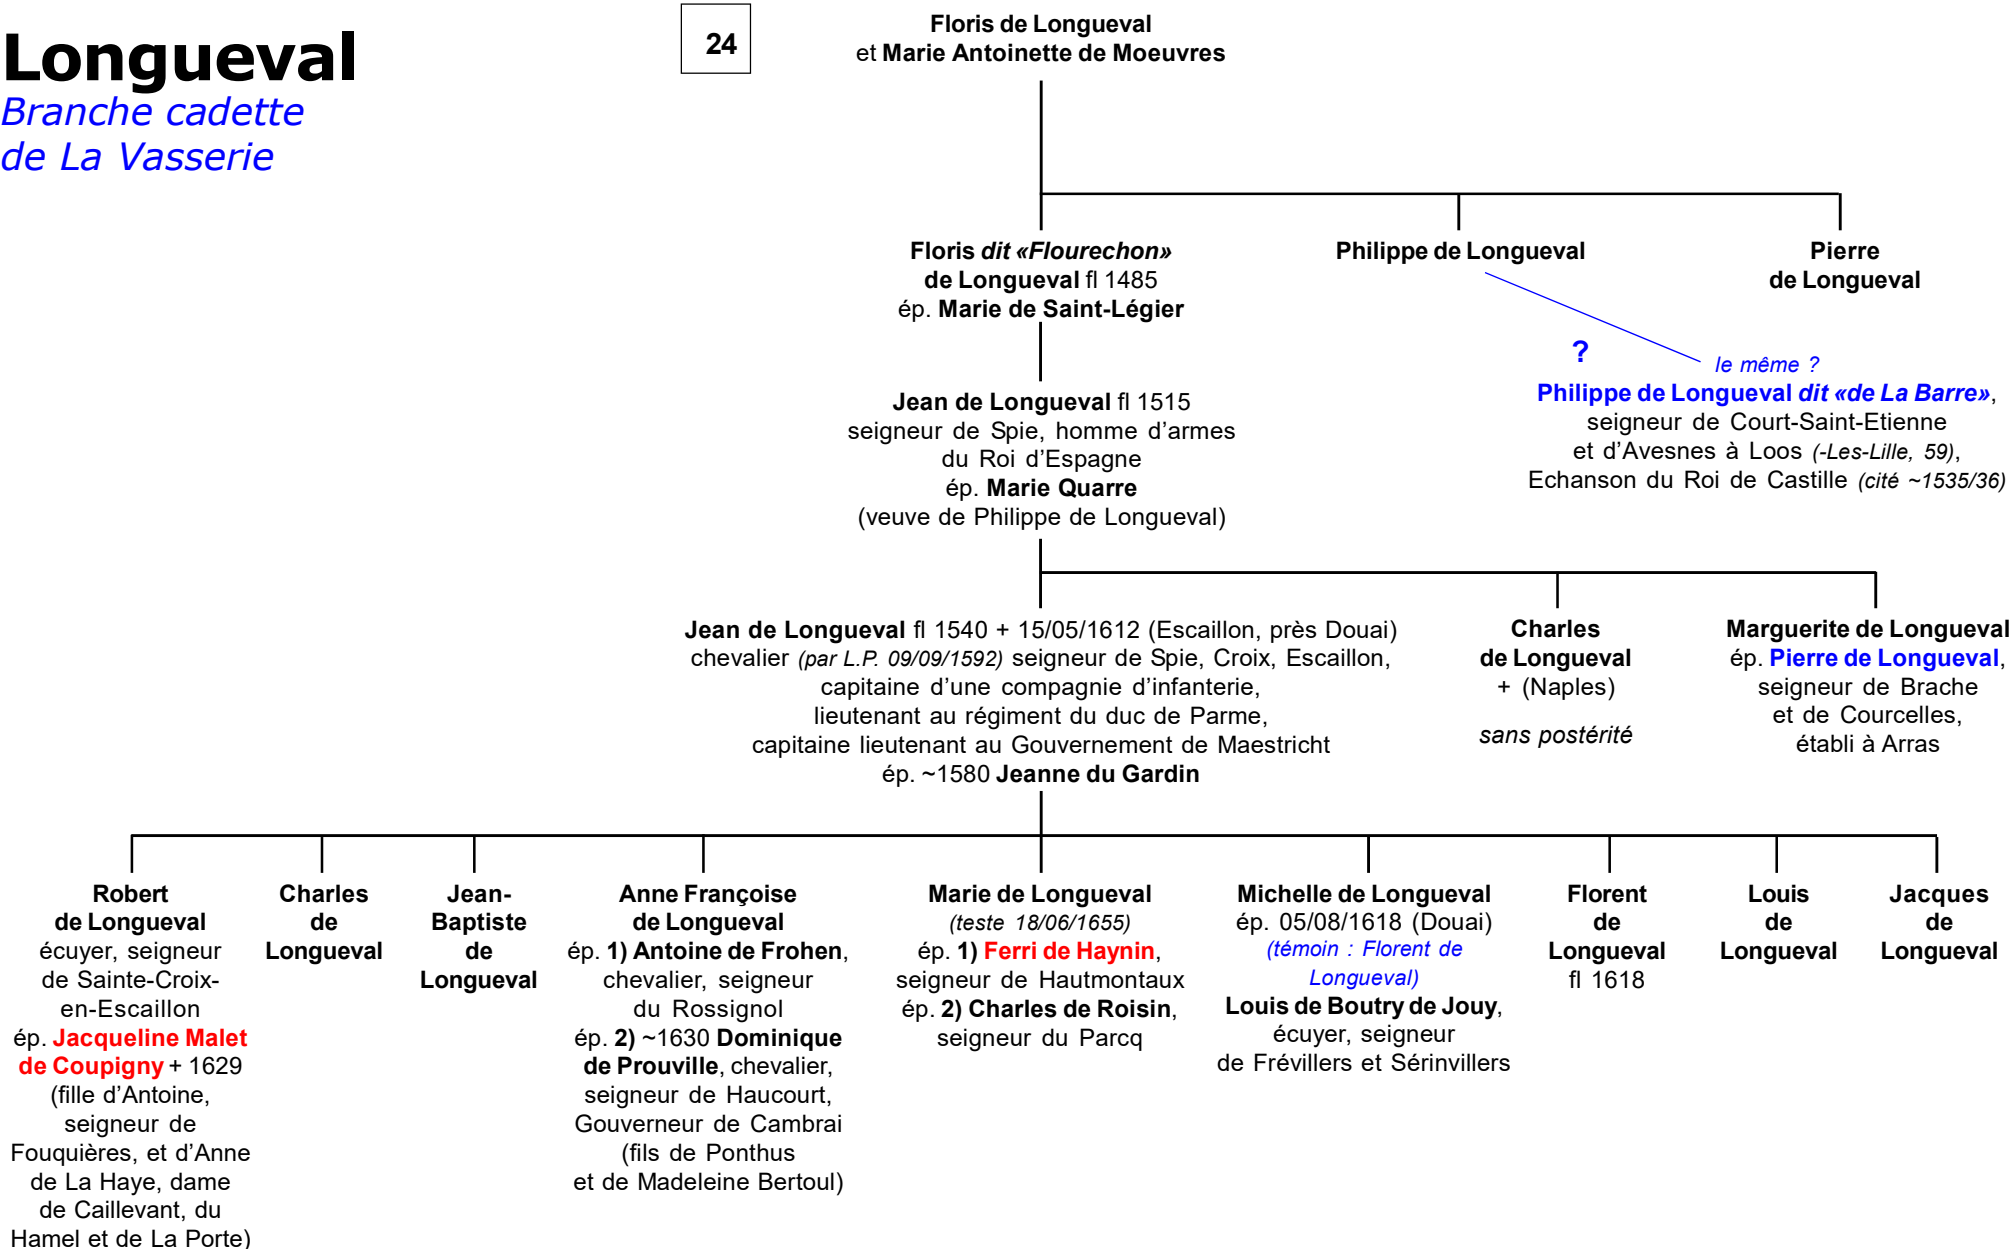 Longueval
Branche cadette
de La Vasserie
24
Floris de Longueval
et Marie Antoinette de Moeuvres
Floris dit «Flourechon»
de Longueval fl 1485
ép. Marie de Saint-Légier
Philippe de Longueval
Pierre
de Longueval
?
le même ?
Philippe de Longueval dit «de La Barre»,
seigneur de Court-Saint-Etienne
et d'Avesnes à Loos (-Les-Lille, 59),
Echanson du Roi de Castille (cité ~1535/36)
Jean de Longueval fl 1515
seigneur de Spie, homme d'armes
du Roi d'Espagne
ép. Marie Quarre
(veuve de Philippe de Longueval)
Jean de Longueval fl 1540 + 15/05/1612 (Escaillon, près Douai)
chevalier (par L.P. 09/09/1592) seigneur de Spie, Croix, Escaillon,
capitaine d'une compagnie d'infanterie,
lieutenant au régiment du duc de Parme,
capitaine lieutenant au Gouvernement de Maestricht
ép. ~1580 Jeanne du Gardin
Charles
de Longueval
+ (Naples)
sans postérité
Marguerite de Longueval
ép. Pierre de Longueval,
seigneur de Brache
et de Courcelles,
établi à Arras
Robert
de Longueval
écuyer, seigneur
de Sainte-Croix-
en-Escaillon
ép. Jacqueline Malet
de Coupigny + 1629
(fille d'Antoine,
seigneur de
Fouquières, et d'Anne
de La Haye, dame
de Caillevant, du
Hamel et de La Porte)
Charles
de
Longueval
Jean-
Baptiste
de
Longueval
Anne Françoise
de Longueval
ép. 1) Antoine de Frohen,
chevalier, seigneur
du Rossignol
ép. 2) ~1630 Dominique
de Prouville, chevalier,
seigneur de Haucourt,
Gouverneur de Cambrai
(fils de Ponthus
et de Madeleine Bertoul)
Marie de Longueval
(teste 18/06/1655)
ép. 1) Ferri de Haynin,
seigneur de Hautmontaux
ép. 2) Charles de Roisin,
seigneur du Parcq
Michelle de Longueval
ép. 05/08/1618 (Douai)
(témoin : Florent de
Longueval)
Louis de Boutry de Jouy,
écuyer, seigneur
de Frévillers et Sérinvillers
Florent
de
Longueval
fl 1618
Louis
de
Longueval
Jacques
de
Longueval